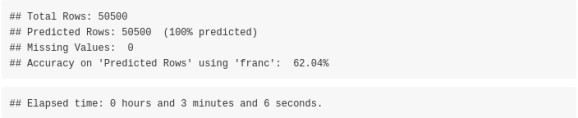 ## Total Rows: 50500
## Predicted Rows: 50500  (100% predicted)
## Missing Values:  0
## Accuracy on 'Predicted Rows' using 'franc':  62.04%
## Elapsed time: 0 hours and 3 minutes and 6 seconds.